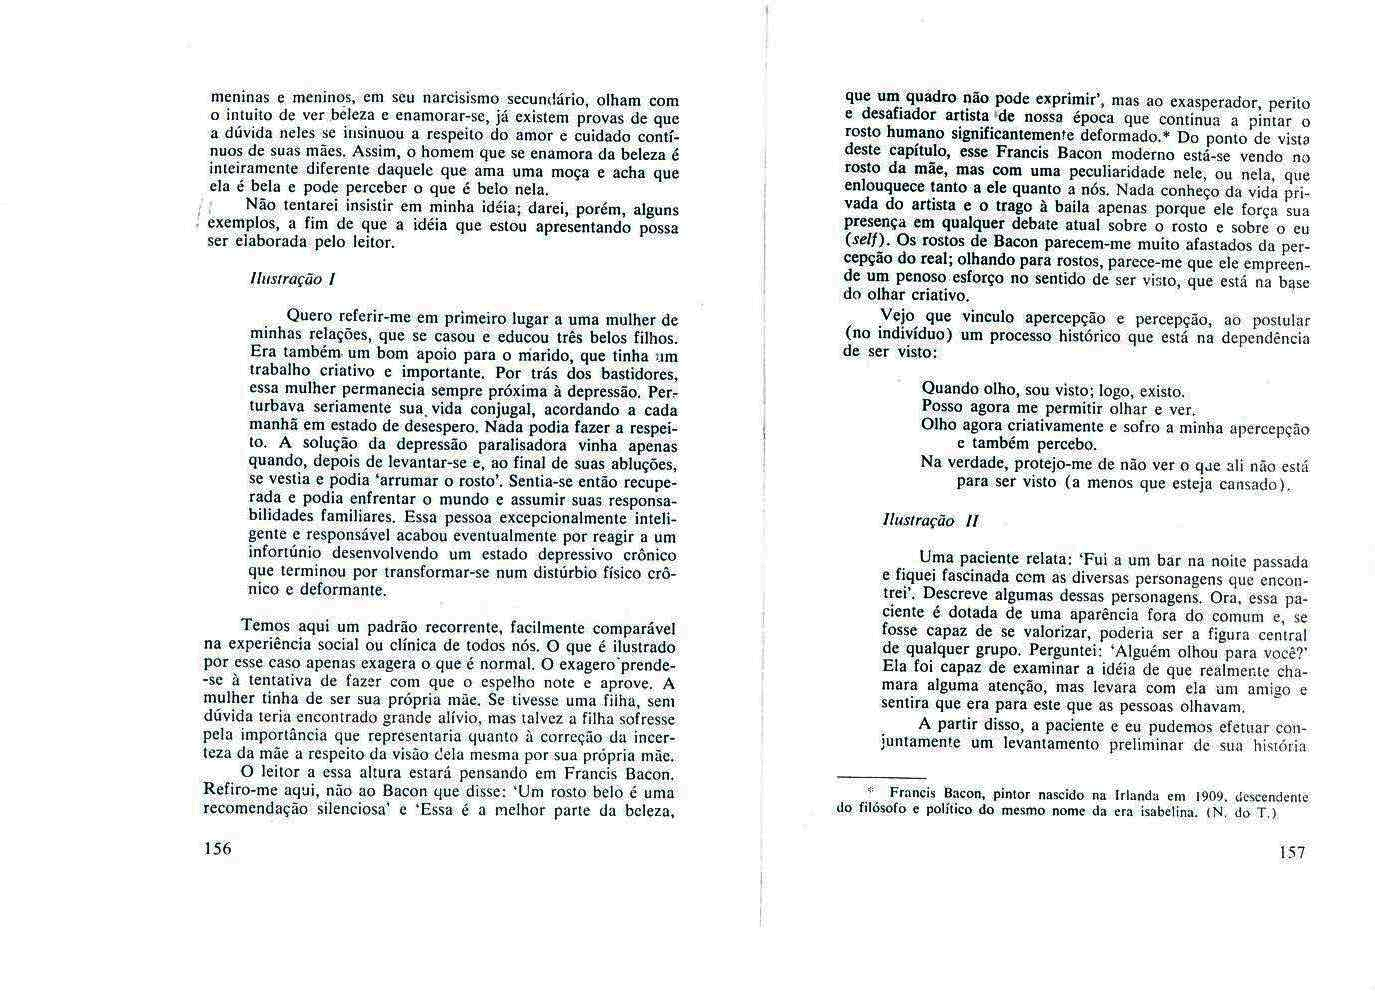 meninas e meninos, em seu narcisismo secundário, olham com
o intuito de ver beleza e enamorar-se, já existem provas de que
a dúvida neles se insinuou a respeito do amor e cuidado contí-
nuos de suas mães. Assim, o homem que se enamora da beleza é
inteiramente diferente daquele que ama uma moça e acha que
ela é bela e pode perceber o que é belo nela.
Não tentarei insistir em minha idéia; darei, porém, alguns
exemplos, a fim de que a idéia que estou apresentando possa
ser elaborada pelo leitor.
Ilustração I
Quero referir-me em primeiro lugar a uma mulher de
minhas relações, que se casou e educou três belos filhos.
Era também um bom apoio para o marido, que tinha um
trabalho criativo e importante. Por trás dos bastidores,
essa mulher permanecia sempre próxima à depressão. Per-
turbava seriamente sua vida conjugal, acordando a cada
manhã em estado de desespero. Nada podia fazer a respei-
to. A solução da depressão paralisadora vinha apenas
quando, depois de levantar-se e, ao final de suas abluções,
se vestia e podia ‘arrumar o rosto’. Sentia-se então recupe-
rada e podia enfrentar o mundo e assumir suas responsa-
bilidades familiares. Essa pessoa excepcionalmente inteli-
gente e responsável acabou eventualmente por reagir a um
infortúnio desenvolvendo um estado depressivo crônico
que terminou por transformar-se num distúrbio físico crô-
nico e deformante.
Temos aqui um padrão recorrente, facilmente comparável
na experiência social ou clínica de todos nós. O que é ilustrado
por esse caso apenas exagera o que é normal. O exagero prende-
-se à tentativa de fazer com que o espelho note e aprove. A
mulher tinha de ser sua própria mãe. Se tivesse uma filha, sem
dúvida teria encontrado grande alívio, mas talvez a filha sofresse
pela importância que representaria quanto à correção da incer-
teza da mãe a respeito da visão dela mesma por sua própria mãe.
O leitor a essa altura estará pensando em Francis Bacon.
Refiro-me aqui, não ao Bacon que disse: ‘Um rosto belo é uma
recomendação silenciosa’ e ‘Essa é a melhor parte da beleza,
156
que um quadro não pode exprimir’, mas ao exasperador, perito
e desafiador artista de nossa época que continua a pintar o
rosto humano significantemente deformado.* Do ponto de vista
deste capítulo, esse Francis Bacon moderno está-se vendo no
rosto da mãe, mas com uma peculiaridade nele, ou nela, que
enlouquece tanto a ele quanto a nós. Nada conheço da vida pri-
vada do artista e o trago à baila apenas porque ele força sua
presença em qualquer debate atual sobre o rosto e sobre o eu
(self). Os rostos de Bacon parecem-me muito afastados da per-
cepção do real; olhando para rostos, parece-me que ele empreen-
de um penoso esforço no sentido de ser visto, que está na base
do olhar criativo.
Vejo que vinculo apercepção e percepção, ao postular
(no indivíduo) um processo histórico que está na dependência
de ser visto:
Quando olho, sou visto; logo, existo.
Posso agora me permitir olhar e ver.
Olho agora criativamente e sofro a minha apercepção
e também percebo.
Na verdade, protejo-me de não ver o que ali não está
para ser visto (a menos que esteja cansado).
Ilustração II
Uma paciente relata: ‘Fui a um bar na noite passada
e fiquei fascinada com as diversas personagens que encon-
trei’. Descreve algumas dessas personagens. Ora, essa pa-
ciente é dotada de uma aparência fora do comum e, se
fosse capaz de se valorizar, poderia ser a figura central
de qualquer grupo. Perguntei: ‘Alguém olhou para você?’
Ela foi capaz de examinar a idéia de que realmente cha-
mara alguma atenção, mas levara com ela um amigo e
sentira que era para este que as pessoas olhavam.
A partir disso, a paciente e eu pudemos efetuar con-
juntamente um levantamento preliminar de sua história
* Francis Bacon, pintor nascido na Irlanda em 1909, descendente
do filósofo e político do mesmo nome da era isabelina. (N. do T.)
157